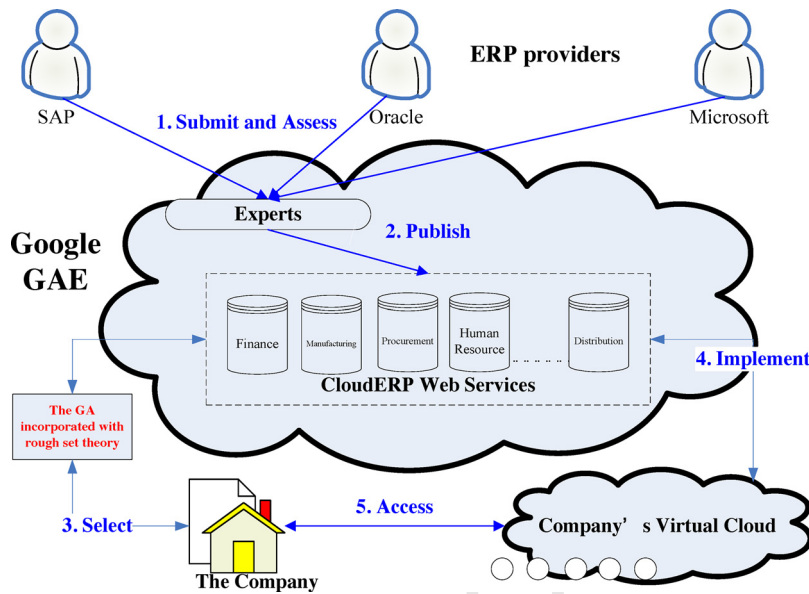 ERP providers
SAP
Oracle
Microsoft
1. Submit and Assess
Experts
2. Publish
Google
GAE
Finance
Manufacturing
Procurement
Human
Resource
Distribution
CloudERP Web Services
4. Implement
The GA
incorporated with
rough set theory
3. Select
5. Access
Company's Virtual Cloud
The Company